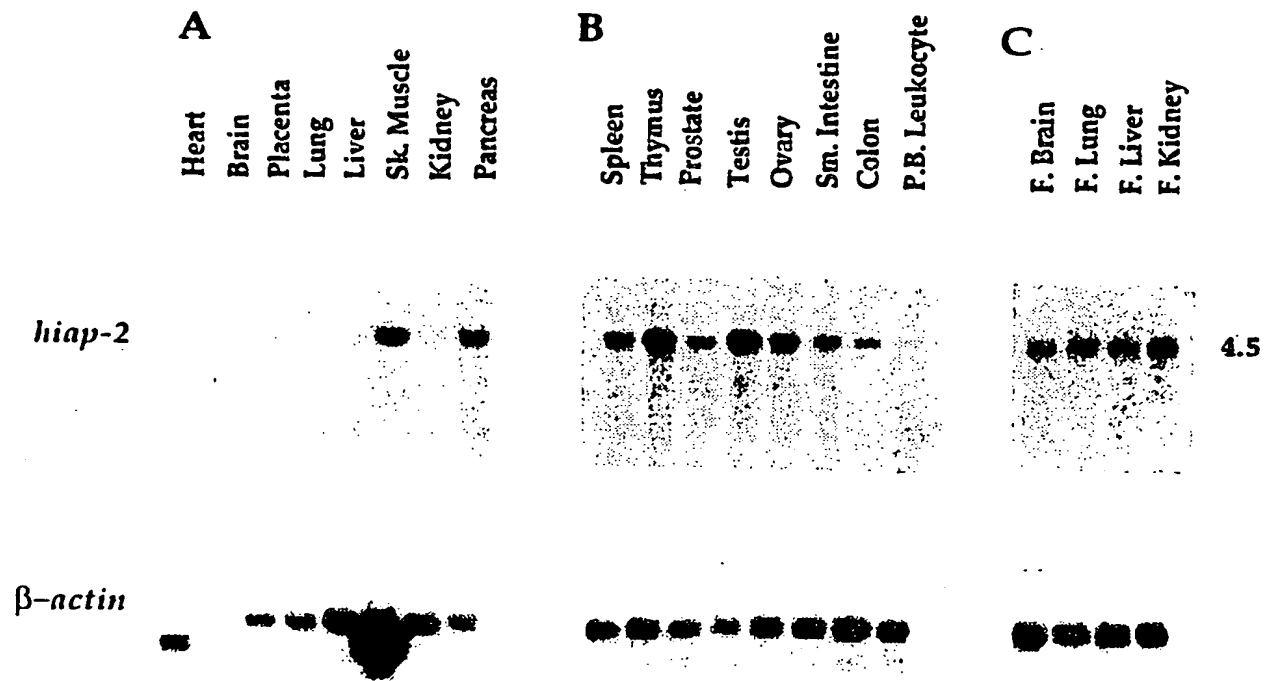 A
Heart
Brain
Placenta
Lung
Liver
Sk. Muscle
Kidney
Pancreas
B
Spleen
Thymus
Prostate
Testis
Ovary
Sm. Intestine
Colon
P.B. Leukocyte
C
F. Brain
F. Lung
F. Liver
F. Kidney
hiap-2
4.5
β-actin